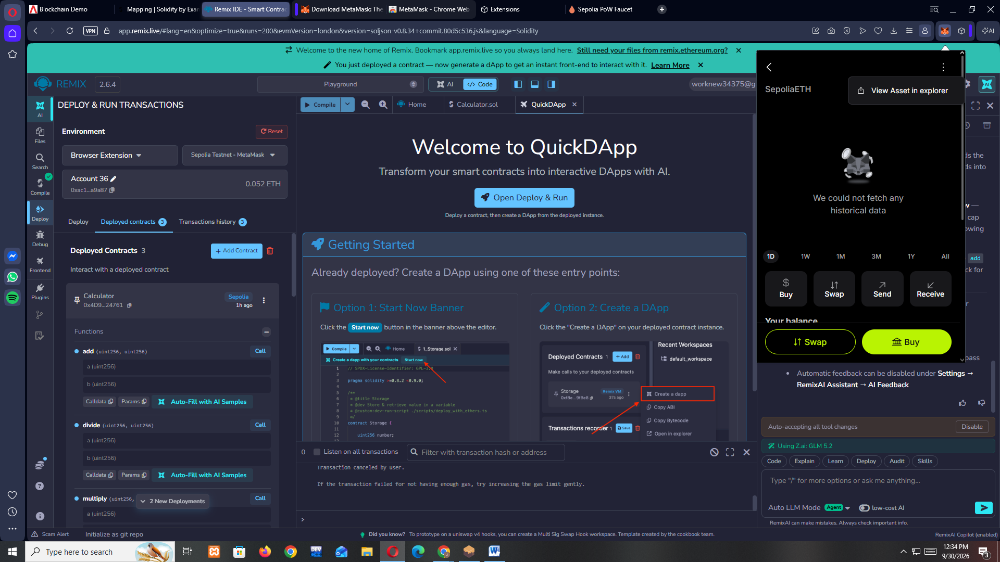 Blockchain Demo
Mapping | Solidity by Exam
Remix IDE - Smart Contrac
Download MetaMask: The
MetaMask - Chrome Web
Extensions
Sepolia PoW Faucet
VPN
app.remix.live/#lang=en&optimize=true&runs=200&evmVersion=london&version=soljson-v0.8.34+commit.80d5c536.js&language=Solidity
AI
Welcome to the new home of Remix. Bookmark app.remix.live so you always land here. Still need your files from remix.ethereum.org?
You just deployed a contract — now generate a dApp to get an instant front-end to interact with it. Learn More
REMIX
2.6.4
Playground
AI
</> Code
worknew34375@g
AI
AI
Files
Search
Compile
Deploy
Debug
Frontend
Plugins
DEPLOY & RUN TRANSACTIONS
Environment
Reset
Browser Extension
Sepolia Testnet - MetaMask
Account 36
0xac1...a9a87
0.052 ETH
Deploy
Deployed contracts 3
Transactions history 3
Deployed Contracts 3
+ Add Contract
Interact with a deployed contract
Calculator
0x4D9...24761
Sepolia
1h ago
Functions
add (uint256, uint256)
Call
a (uint256)
b (uint256)
Calldata
Params
Auto-Fill with AI Samples
divide (uint256, uint256)
Call
a (uint256)
b (uint256)
Calldata
Params
Auto-Fill with AI Samples
multiply (uint256,
Call
2 New Deployments
a (uint256)
Compile
Home
Calculator.sol
QuickDApp
Welcome to QuickDApp
Transform your smart contracts into interactive DApps with AI.
Open Deploy & Run
Deploy a contract, then create a DApp from the deployed instance.
Getting Started
Already deployed? Create a DApp using one of these entry points:
Option 1: Start Now Banner
Click the Start now button in the banner above the editor.
Compile
Home
1_Storage.sol
Create a dapp with your contracts Start now
1 // SPDX-License-Identifier: GPL-3.0
2
3 pragma solidity >=0.8.2 <0.9.0;
4
5 /**
6 * @title Storage
7 * @dev Store & retrieve value in a variable
8 * @custom:dev-run-script ./scripts/deploy_with_ethers.ts
9 */
10 contract Storage {
11
12 uint256 number;
Option 2: Create a DApp
Click the "Create a DApp" on your deployed contract instance.
Deployed Contracts 1
+ Add
Make calls to your deployed contracts
Storage
0xf8e...9fBe8
Remix VM
37s ago
Transactions recorder 1
Save
Recent Workspaces
default_workspace
Create a dapp
Copy ABI
Copy Bytecode
Open in explorer
0
Listen on all transactions
Filter with transaction hash or address
Transaction canceled by user.
If the transaction failed for not having enough gas, try increasing the gas limit gently.
>
SepoliaETH
View Asset in explorer
We could not fetch any
historical data
1D
1W
1M
3M
1Y
All
Buy
Swap
Send
Receive
Your balance
Swap
Buy
ds the
ds into
w —
cap
owing
add
ck for
r
pass
Automatic feedback can be disabled under Settings →
RemixAI Assistant → AI Feedback
Auto-accepting all tool changes
Disable
Using Z.ai: GLM 5.2
Code
Explain
Learn
Deploy
Audit
Skills
Type "/" for more options or ask me anything...
Auto LLM Mode
Agent
low-cost AI
RemixAI can make mistakes. Always check important info.
Scam Alert
Initialize as git repo
Did you know? To prototype on a uniswap v4 hooks, you can create a Multi Sig Swap Hook workspace. Template created by the cookbook team.
RemixAI Copilot (enabled)
Type here to search
DEV
12:34 PM
9/30/2026
3